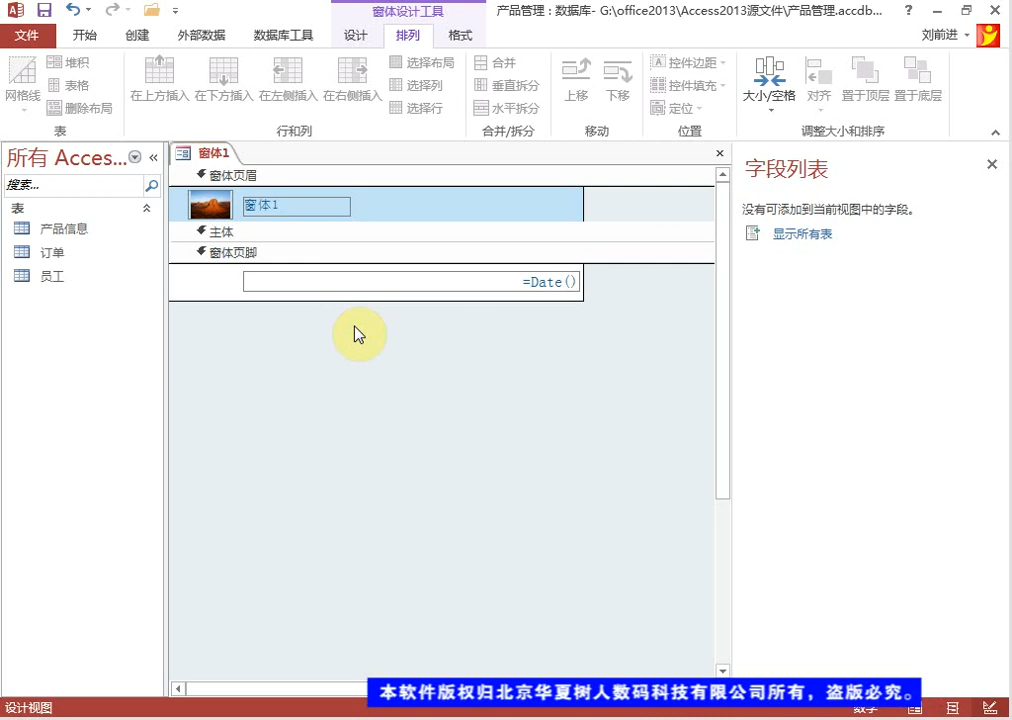 窗体设计工具
产品管理 : 数据库- G:\office2013\Access2013源文件\产品管理.accdb...
?
文件 开始 创建 外部数据 数据库工具 设计 排列 格式 刘前进
网格线 堆积 表格 删除布局
在上方插入 在下方插入 在左侧插入 在右侧插入
选择布局
选择列
选择行
合并
垂直拆分
水平拆分
上移 下移
控件边距
控件填充
定位
大小/空格 对齐 置于顶层 置于底层
表 行和列 合并/拆分 移动 位置 调整大小和排序
所有 Access...
搜索...
表
产品信息
订单
员工
窗体1
窗体页眉
窗体1
主体
窗体页脚
=Date()
字段列表
没有可添加到当前视图中的字段。
显示所有表
本软件版权归北京华夏树人数码科技有限公司所有，盗版必究。
设计视图
数字